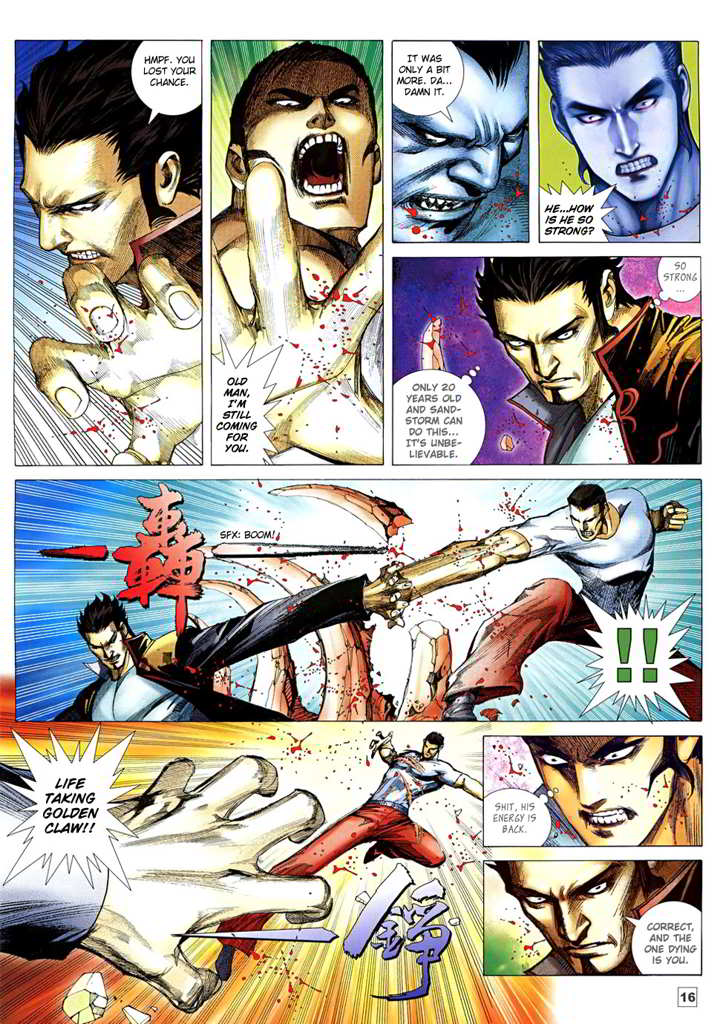 HMPF. YOU
LOST YOUR
CHANCE.
OLD
MAN,
I'M
STILL
COMING
FOR
YOU.
IT WAS
ONLY A BIT
MORE. DA...
DAMN IT.
HE...HOW
IS HE SO
STRONG?
SO
STRONG
...
ONLY 20
YEARS OLD
AND SAND-
STORM CAN
DO THIS...
IT'S UNBE-
LIEVABLE.
轟
SFX: BOOM!
!!
LIFE
TAKING
GOLDEN
CLAW!!
錚
SHIT, HIS
ENERGY IS
BACK.
CORRECT,
AND THE
ONE DYING
IS YOU.
16